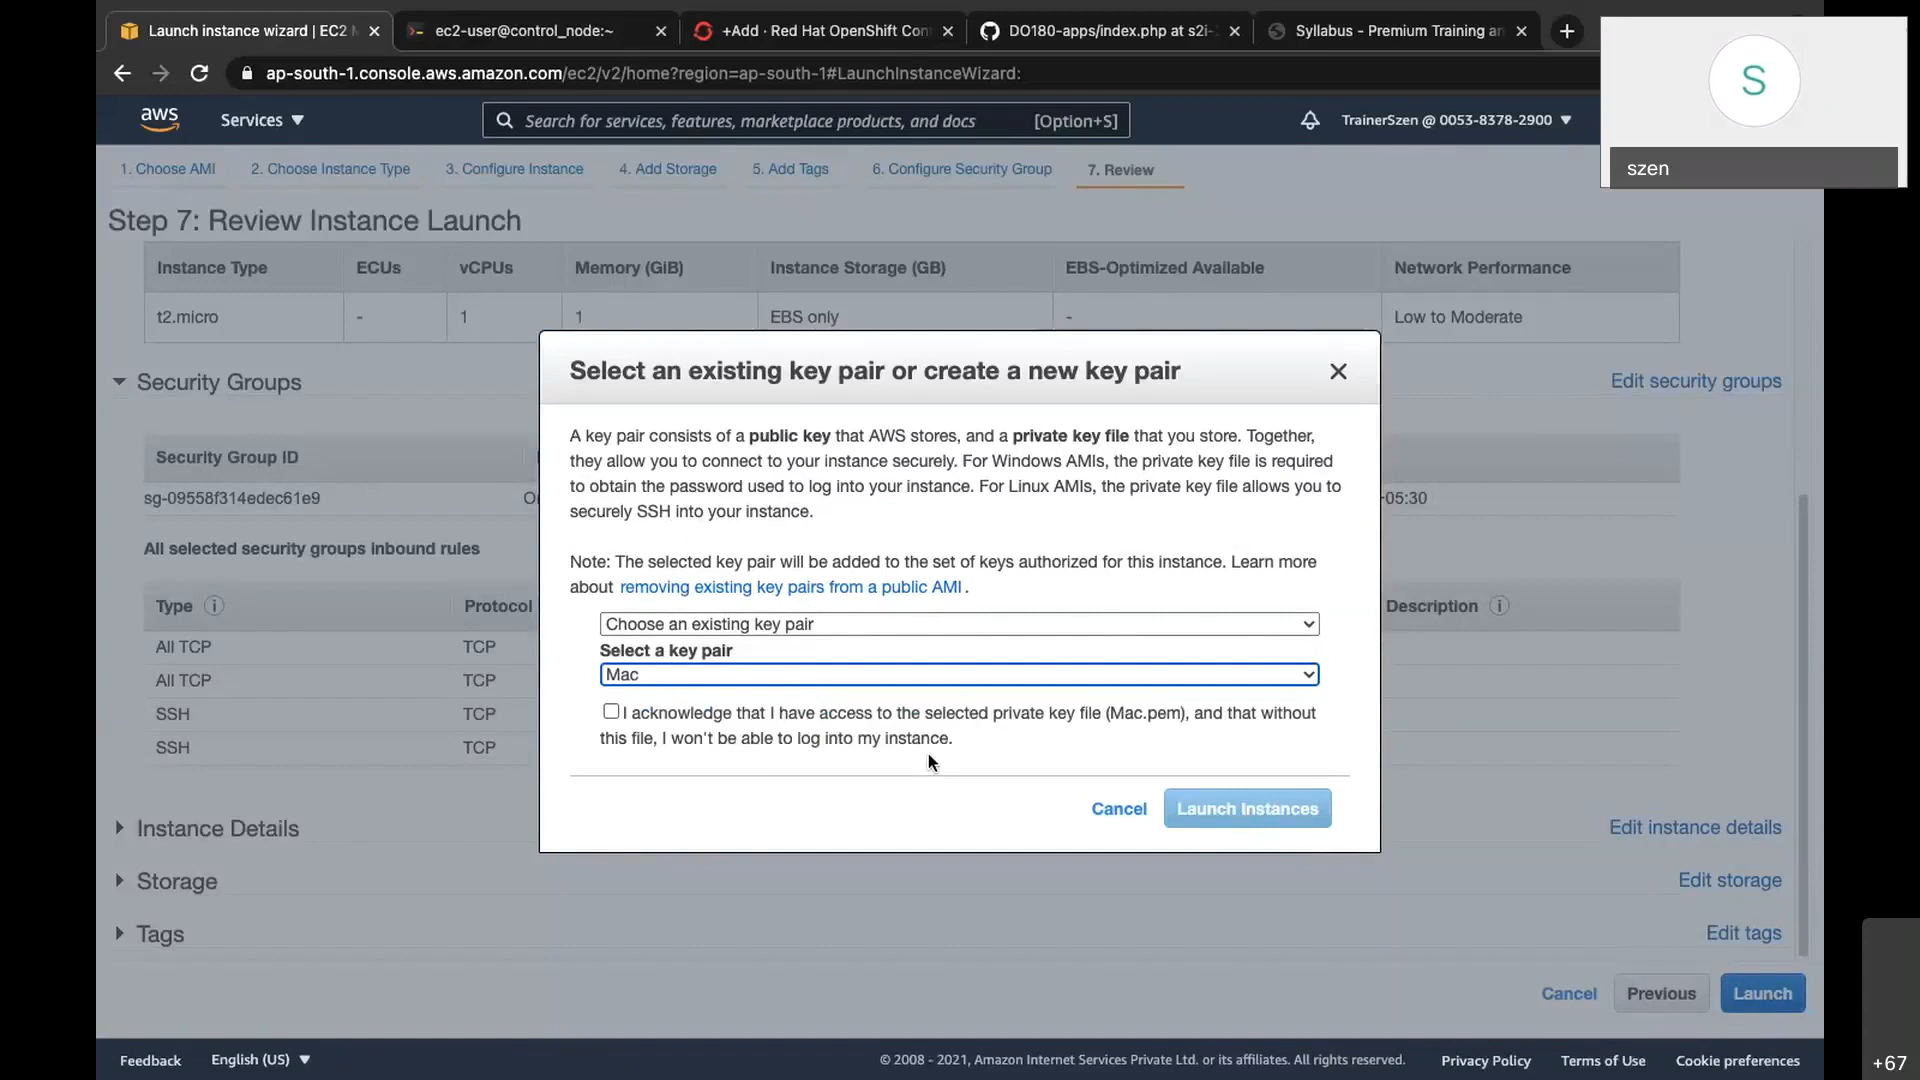 Launch instance wizard | EC2 M
ec2-user@control_node:~
+Add · Red Hat OpenShift Con
DO180-apps/index.php at s2i-
Syllabus - Premium Training an
ap-south-1.console.aws.amazon.com/ec2/v2/home?region=ap-south-1#LaunchInstanceWizard:
S
szen
aws
Services
Search for services, features, marketplace products, and docs
[Option+S]
TrainerSzen @ 0053-8378-2900
1. Choose AMI
2. Choose Instance Type
3. Configure Instance
4. Add Storage
5. Add Tags
6. Configure Security Group
7. Review
Step 7: Review Instance Launch
Instance Type ECUs vCPUs Memory (GiB) Instance Storage (GB) EBS-Optimized Available Network Performance
t2.micro - 1 1 EBS only - Low to Moderate
Security Groups
Edit security groups
Security Group ID
sg-09558f314edec61e9
-05:30
All selected security groups inbound rules
Type i Protocol
Description i
All TCP TCP
All TCP TCP
SSH TCP
SSH TCP
Select an existing key pair or create a new key pair
A key pair consists of a public key that AWS stores, and a private key file that you store. Together,
they allow you to connect to your instance securely. For Windows AMIs, the private key file is required
to obtain the password used to log into your instance. For Linux AMIs, the private key file allows you to
securely SSH into your instance.
Note: The selected key pair will be added to the set of keys authorized for this instance. Learn more
about removing existing key pairs from a public AMI .
Choose an existing key pair
Select a key pair
Mac
I acknowledge that I have access to the selected private key file (Mac.pem), and that without
this file, I won't be able to log into my instance.
Cancel
Launch Instances
Instance Details
Edit instance details
Storage
Edit storage
Tags
Edit tags
Cancel
Previous
Launch
Feedback
English (US)
© 2008 - 2021, Amazon Internet Services Private Ltd. or its affiliates. All rights reserved.
Privacy Policy
Terms of Use
Cookie preferences
+67